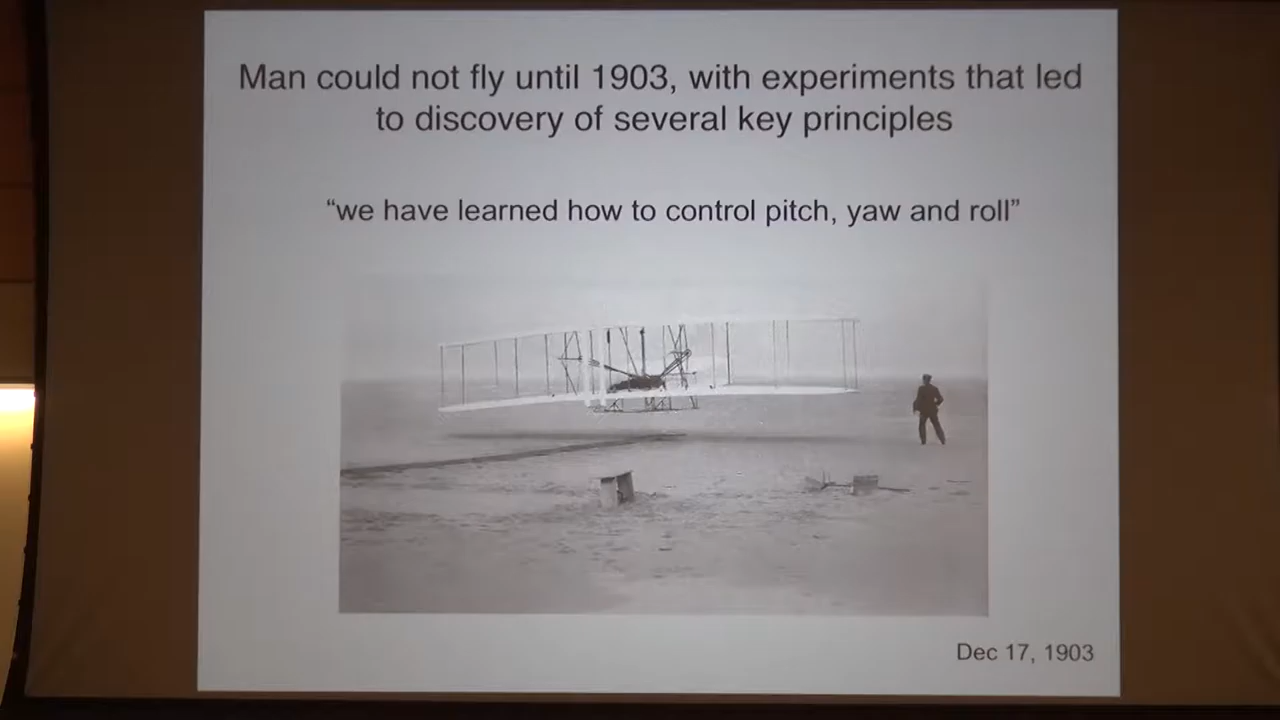 Man could not fly until 1903, with experiments that led
to discovery of several key principles
“we have learned how to control pitch, yaw and roll”
Dec 17, 1903